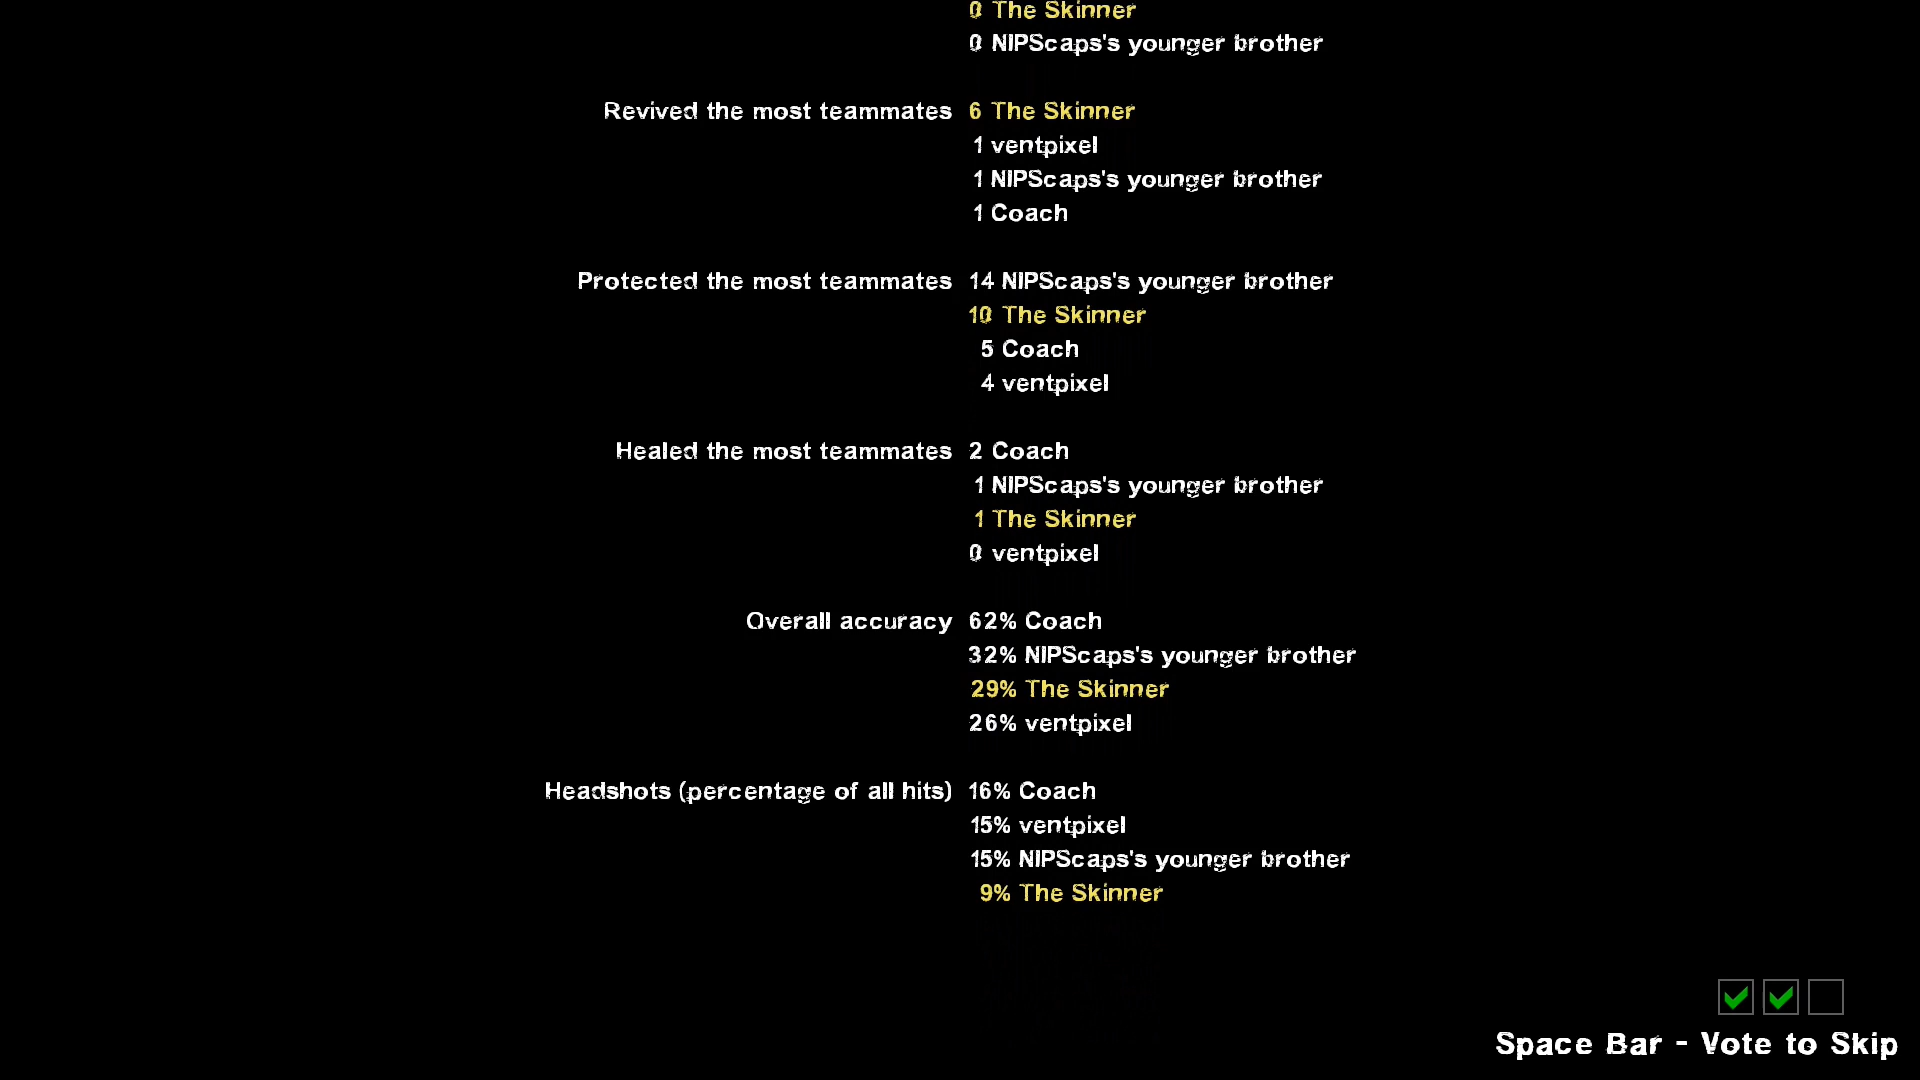 0 The Skinner
0 NIPScaps's younger brother
Revived the most teammates 6 The Skinner
1 ventpixel
1 NIPScaps's younger brother
1 Coach
Protected the most teammates 14 NIPScaps's younger brother
10 The Skinner
5 Coach
4 ventpixel
Healed the most teammates 2 Coach
1 NIPScaps's younger brother
1 The Skinner
0 ventpixel
Overall accuracy 62% Coach
32% NIPScaps's younger brother
29% The Skinner
26% ventpixel
Headshots (percentage of all hits) 16% Coach
15% ventpixel
15% NIPScaps's younger brother
9% The Skinner
Space Bar - Vote to Skip